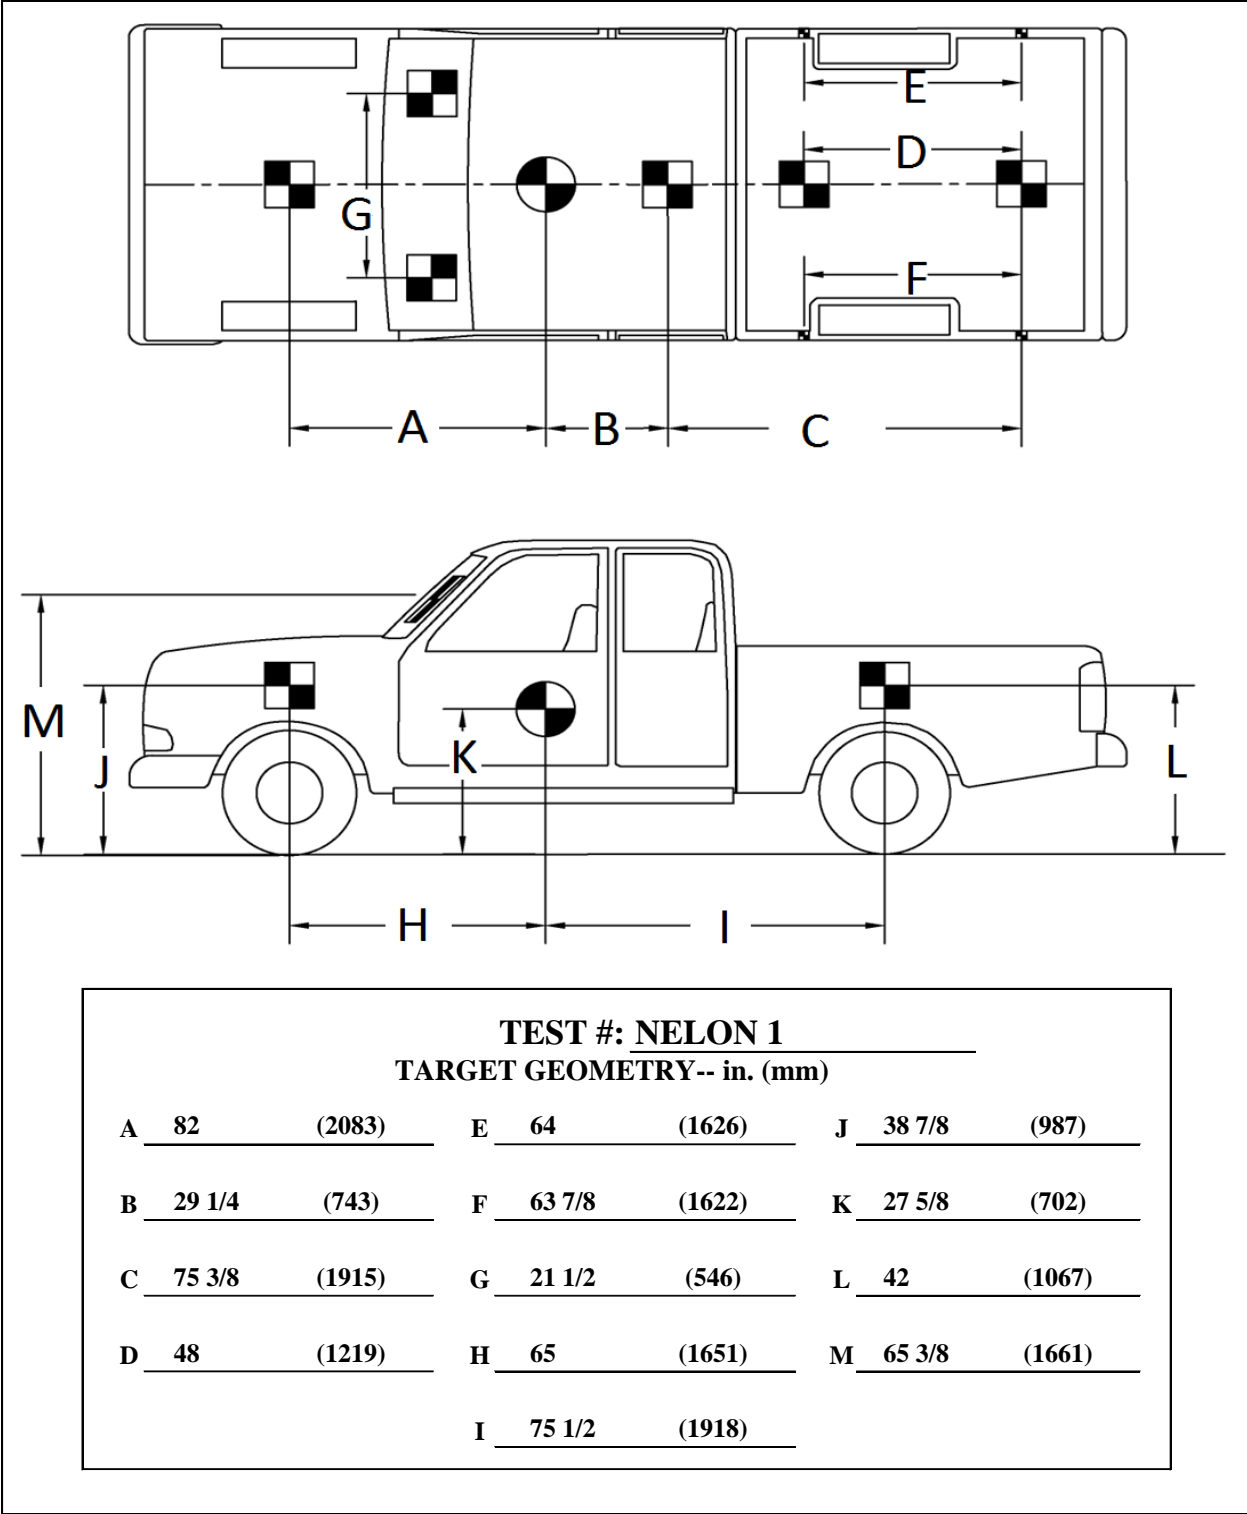 E
D
G
F
A B C
M
J
K
L
H I
TEST #: NELON 1
TARGET GEOMETRY-- in. (mm)
A 82 (2083) E 64 (1626) J 38 7/8 (987)
B 29 1/4 (743) F 63 7/8 (1622) K 27 5/8 (702)
C 75 3/8 (1915) G 21 1/2 (546) L 42 (1067)
D 48 (1219) H 65 (1651) M 65 3/8 (1661)
I 75 1/2 (1918)